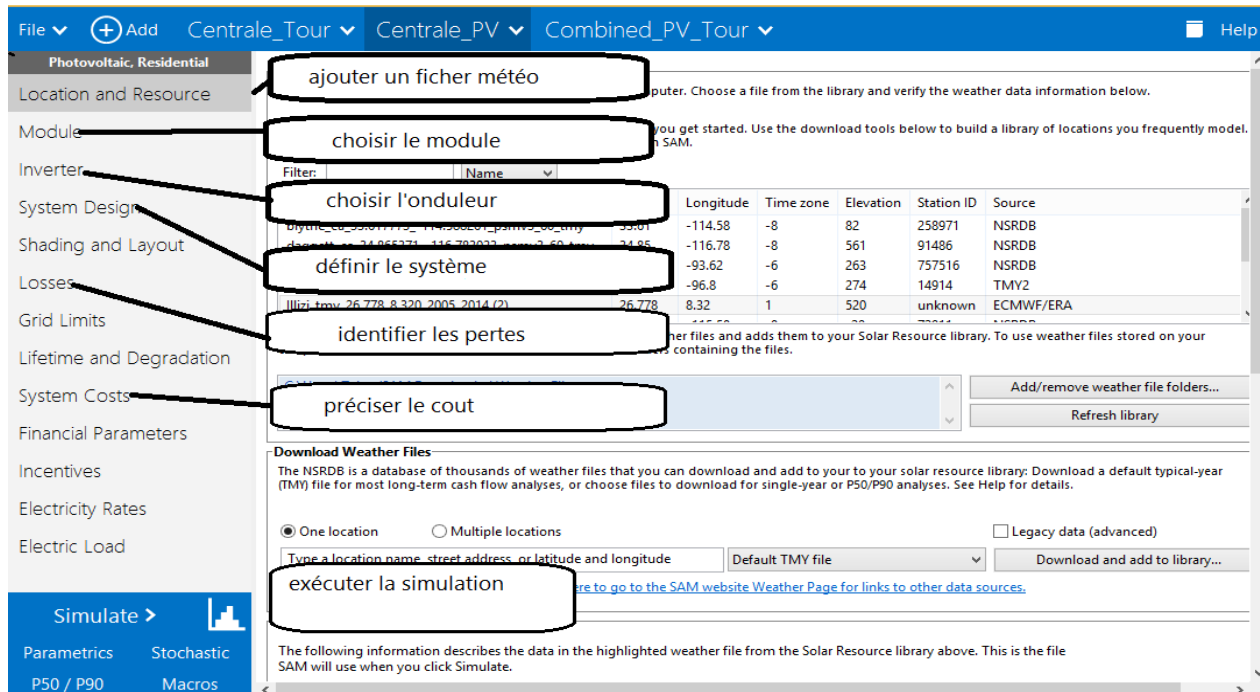 File Add Centrale_Tour Centrale_PV Combined_PV_Tour Help
Photovoltaic, Residential
Location and Resource
Module
Inverter
System Design
Shading and Layout
Losses
Grid Limits
Lifetime and Degradation
System Costs
Financial Parameters
Incentives
Electricity Rates
Electric Load
Simulate >
Parametrics Stochastic
P50 / P90 Macros
ajouter un ficher météo
puter. Choose a file from the library and verify the weather data information below.
choisir le module
you get started. Use the download tools below to build a library of locations you frequently model.
SAM.
Filter: Name
choisir l'onduleur
Longitude Time zone Elevation Station ID Source
-114.58 -8 82 258971 NSRDB
-116.78 -8 561 91486 NSRDB
définir le système
-93.62 -6 263 757516 NSRDB
-96.8 -6 274 14914 TMY2
Illizi_tmy_26.778_8.320_2005_2014 (2) 26.778 8.32 1 520 unknown ECMWF/ERA
identifier les pertes
her files and adds them to your Solar Resource library. To use weather files stored on your
containing the files.
préciser le cout
Add/remove weather file folders...
Refresh library
Download Weather Files
The NSRDB is a database of thousands of weather files that you can download and add to your to your solar resource library: Download a default typical-year
(TMY) file for most long-term cash flow analyses, or choose files to download for single-year or P50/P90 analyses. See Help for details.
One location Multiple locations Legacy data (advanced)
Type a location name, street address, or latitude and longitude Default TMY file Download and add to library...
exécuter la simulation
ere to go to the SAM website Weather Page for links to other data sources.
The following information describes the data in the highlighted weather file from the Solar Resource library above. This is the file
SAM will use when you click Simulate.